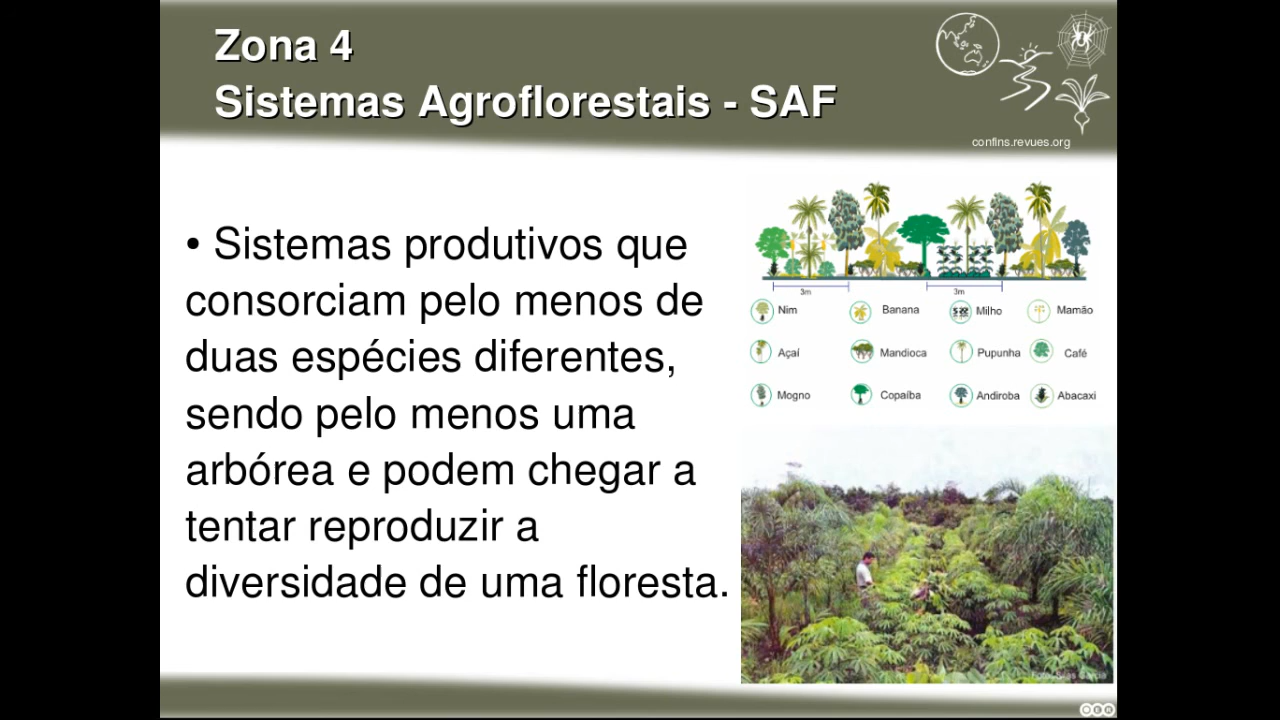 Zona 4
Sistemas Agroflorestais - SAF
confins.revues.org
• Sistemas produtivos que
consorciam pelo menos de
duas espécies diferentes,
sendo pelo menos uma
arbórea e podem chegar a
tentar reproduzir a
diversidade de uma floresta.
3m 3m
Nim Banana Milho Mamão
Açaí Mandioca Pupunha Café
Mogno Copaíba Andiroba Abacaxi